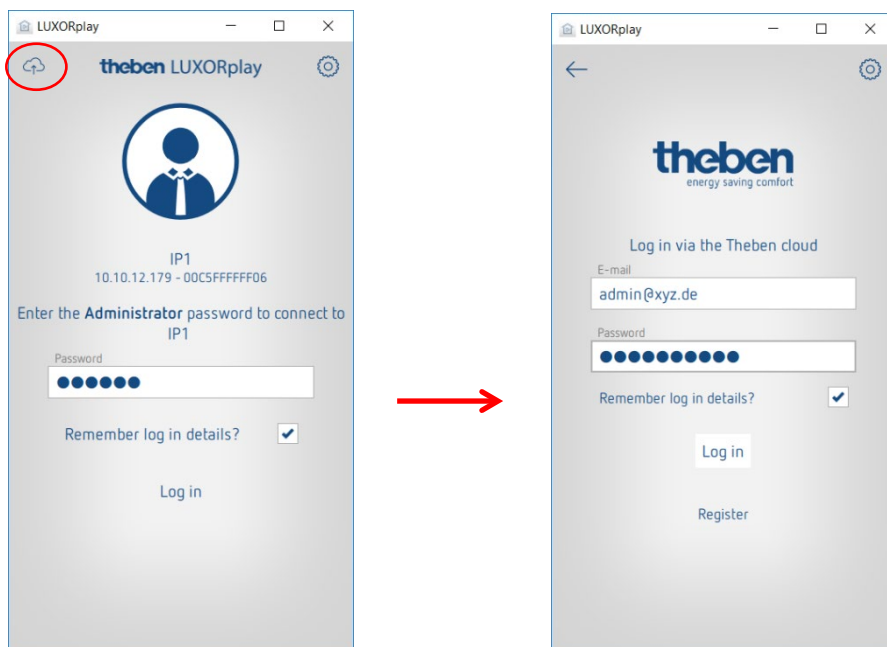 LUXORplay
theben LUXORplay
IP1
10.10.12.179 - 00C5FFFFFF06
Enter the Administrator password to connect to
IP1
Password
Remember log in details?
Log in
LUXORplay
theben
energy saving comfort
Log in via the Theben cloud
E-mail
admin@xyz.de
Password
Remember log in details?
Log in
Register